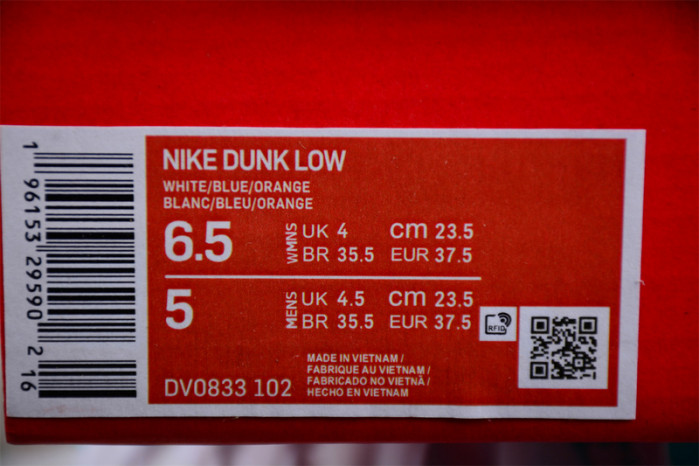 NIKE DUNK LOW
WHITE/BLUE/ORANGE
BLANC/BLEU/ORANGE
6.5 WMNS UK 4 cm 23.5
BR 35.5 EUR 37.5
5 MENS UK 4.5 cm 23.5
BR 35.5 EUR 37.5
RFID
DV0833 102
MADE IN VIETNAM /
FABRIQUE AU VIETNAM /
FABRICADO NO VIETNÃ /
HECHO EN VIETNAM
1 96153 29590 2 16